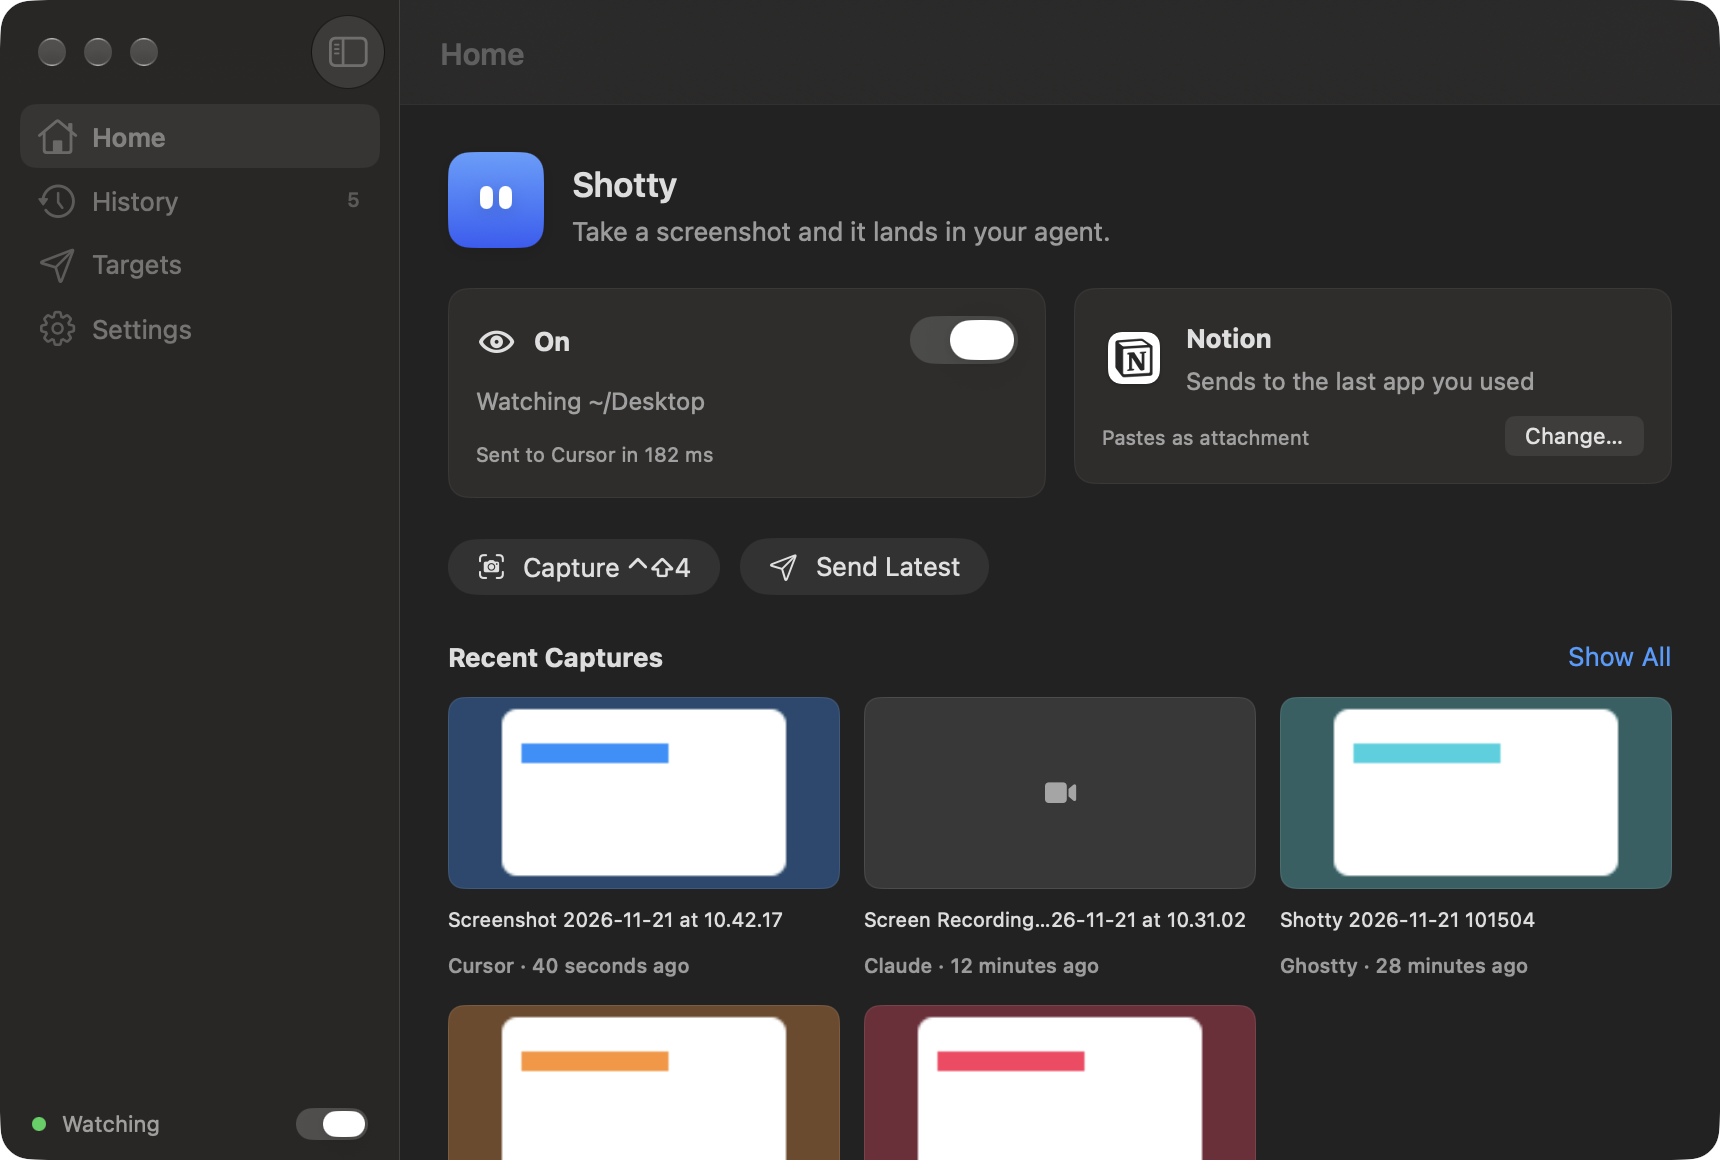 Home
Home
History 5
Targets
Settings
Shotty
Take a screenshot and it lands in your agent.
On
Watching ~/Desktop
Sent to Cursor in 182 ms
N
Notion
Sends to the last app you used
Pastes as attachment
Change...
Capture ^⇧4
Send Latest
Recent Captures
Show All
Screenshot 2026-11-21 at 10.42.17
Cursor · 40 seconds ago
Screen Recording...26-11-21 at 10.31.02
Claude · 12 minutes ago
Shotty 2026-11-21 101504
Ghostty · 28 minutes ago
Watching